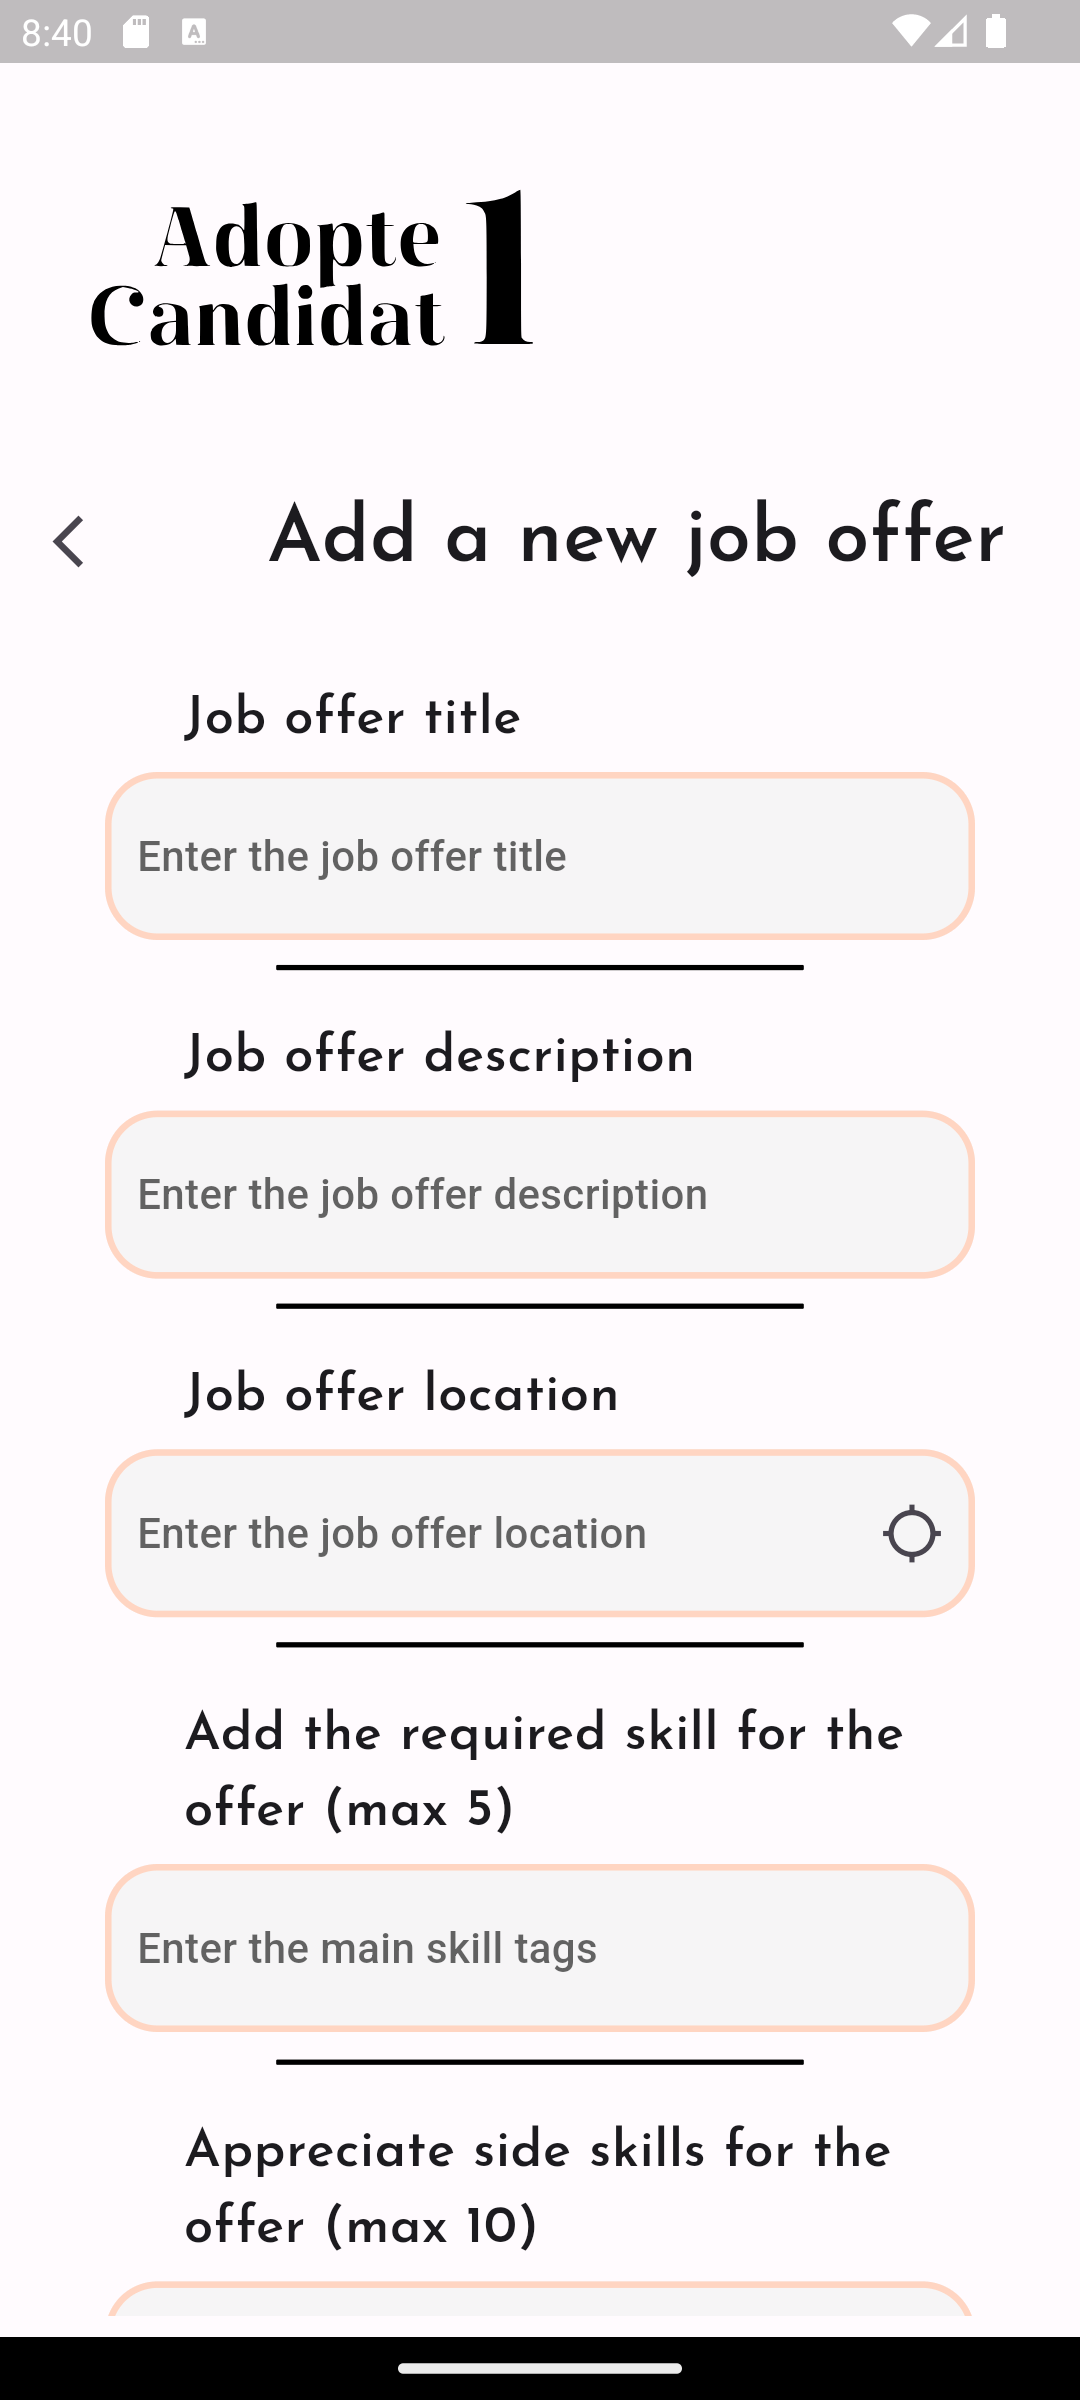 8:40
Adopte 1
Candidat
Add a new job offer
Job offer title
Enter the job offer title
Job offer description
Enter the job offer description
Job offer location
Enter the job offer location
Add the required skill for the
offer (max 5)
Enter the main skill tags
Appreciate side skills for the
offer (max 10)